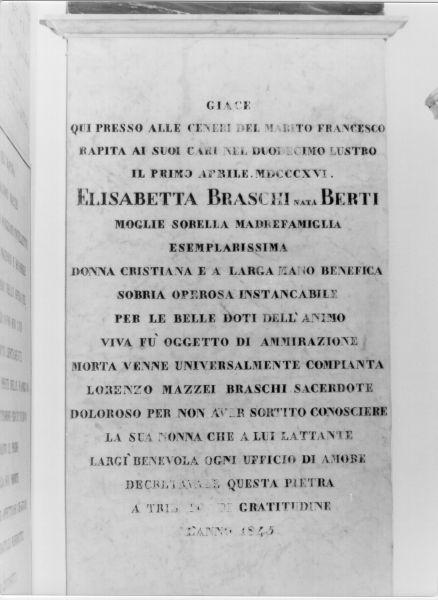 GIACE
QUI PRESSO ALLE CENERI DEL MARITO FRANCESCO
RAPITA AI SUOI CARI NEL DUODECIMO LUSTRO
IL PRIMO APRILE . MDCCCXVI .
ELISABETTA BRASCHI NATA BERTI
MOGLIE SORELLA MADREFAMIGLIA
ESEMPLARISSIMA
DONNA CRISTIANA E A LARGA MANO BENEFICA
SOBRIA OPEROSA INSTANCABILE
PER LE BELLE DOTI DELL'ANIMO
VIVA FU' OGGETTO DI AMMIRAZIONE
MORTA VENNE UNIVERSALMENTE COMPIANTA
LORENZO MAZZEI BRASCHI SACERDOTE
DOLOROSO PER NON AVER SORTITO CONOSCIERE
LA SUA NONNA CHE A LUI LATTANTE
LARGI' BENEVOLA OGNI UFFICIO DI AMORE
DECRETAVALE QUESTA PIETRA
A TRIBUTO DI GRATITUDINE
L'ANNO 1845